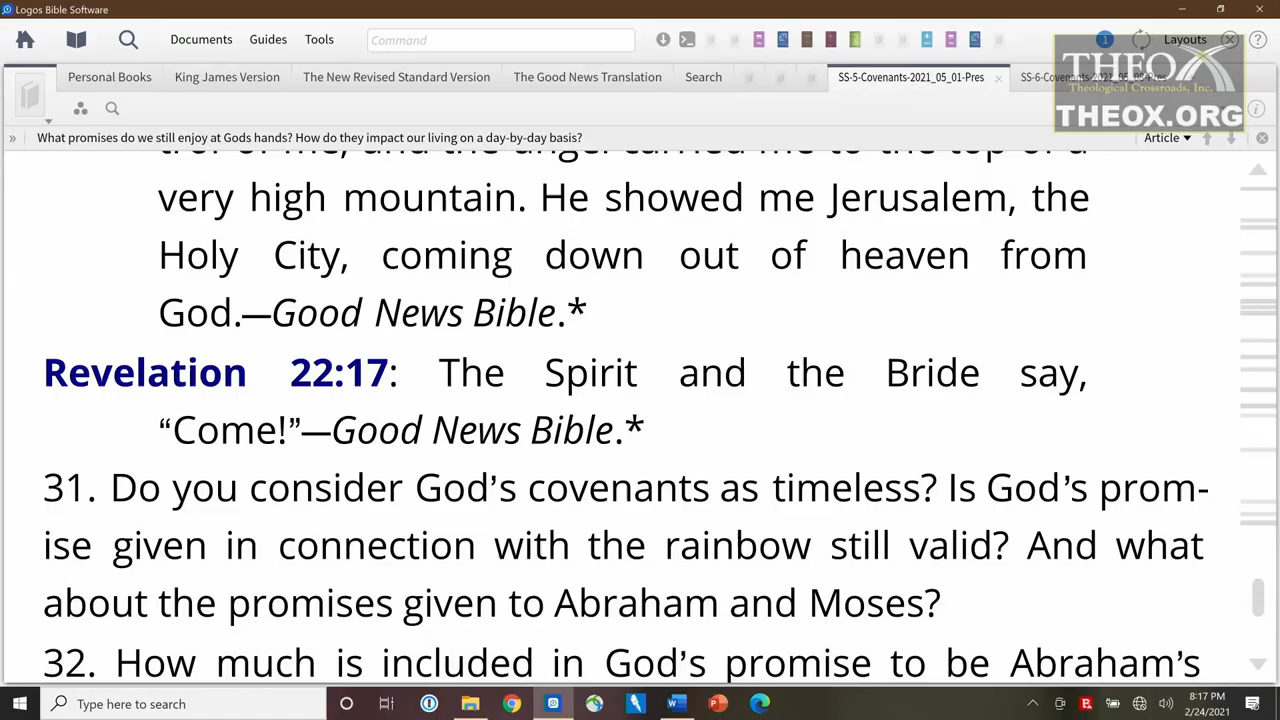 Logos Bible Software
Documents Guides Tools Command Layouts
THEOX
Theological Crossroads, Inc.
THEOX.ORG
Personal Books King James Version The New Revised Standard Version The Good News Translation Search SS-5-Covenants-2021_05_01-Pres
What promises do we still enjoy at Gods hands? How do they impact our living on a day-by-day basis? Article
very high mountain. He showed me Jerusalem, the
Holy City, coming down out of heaven from
God.—Good News Bible.*
Revelation 22:17: The Spirit and the Bride say,
“Come!”—Good News Bible.*
31. Do you consider God’s covenants as timeless? Is God’s prom-
ise given in connection with the rainbow still valid? And what
about the promises given to Abraham and Moses?
32. How much is included in God’s promise to be Abraham’s
Type here to search
8:17 PM
2/24/2021